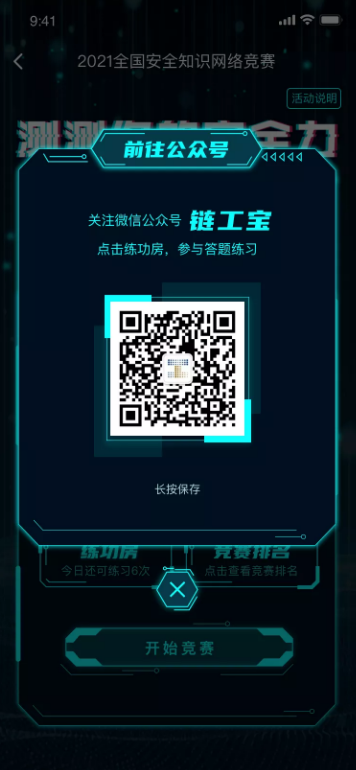 9:41
2021全国安全知识网络竞赛
活动说明
前往公众号
关注微信公众号 链工宝
点击练功房，参与答题练习
长按保存
练功房 竞赛排名
今日还可练习6次 点击查看竞赛排名
开始竞赛